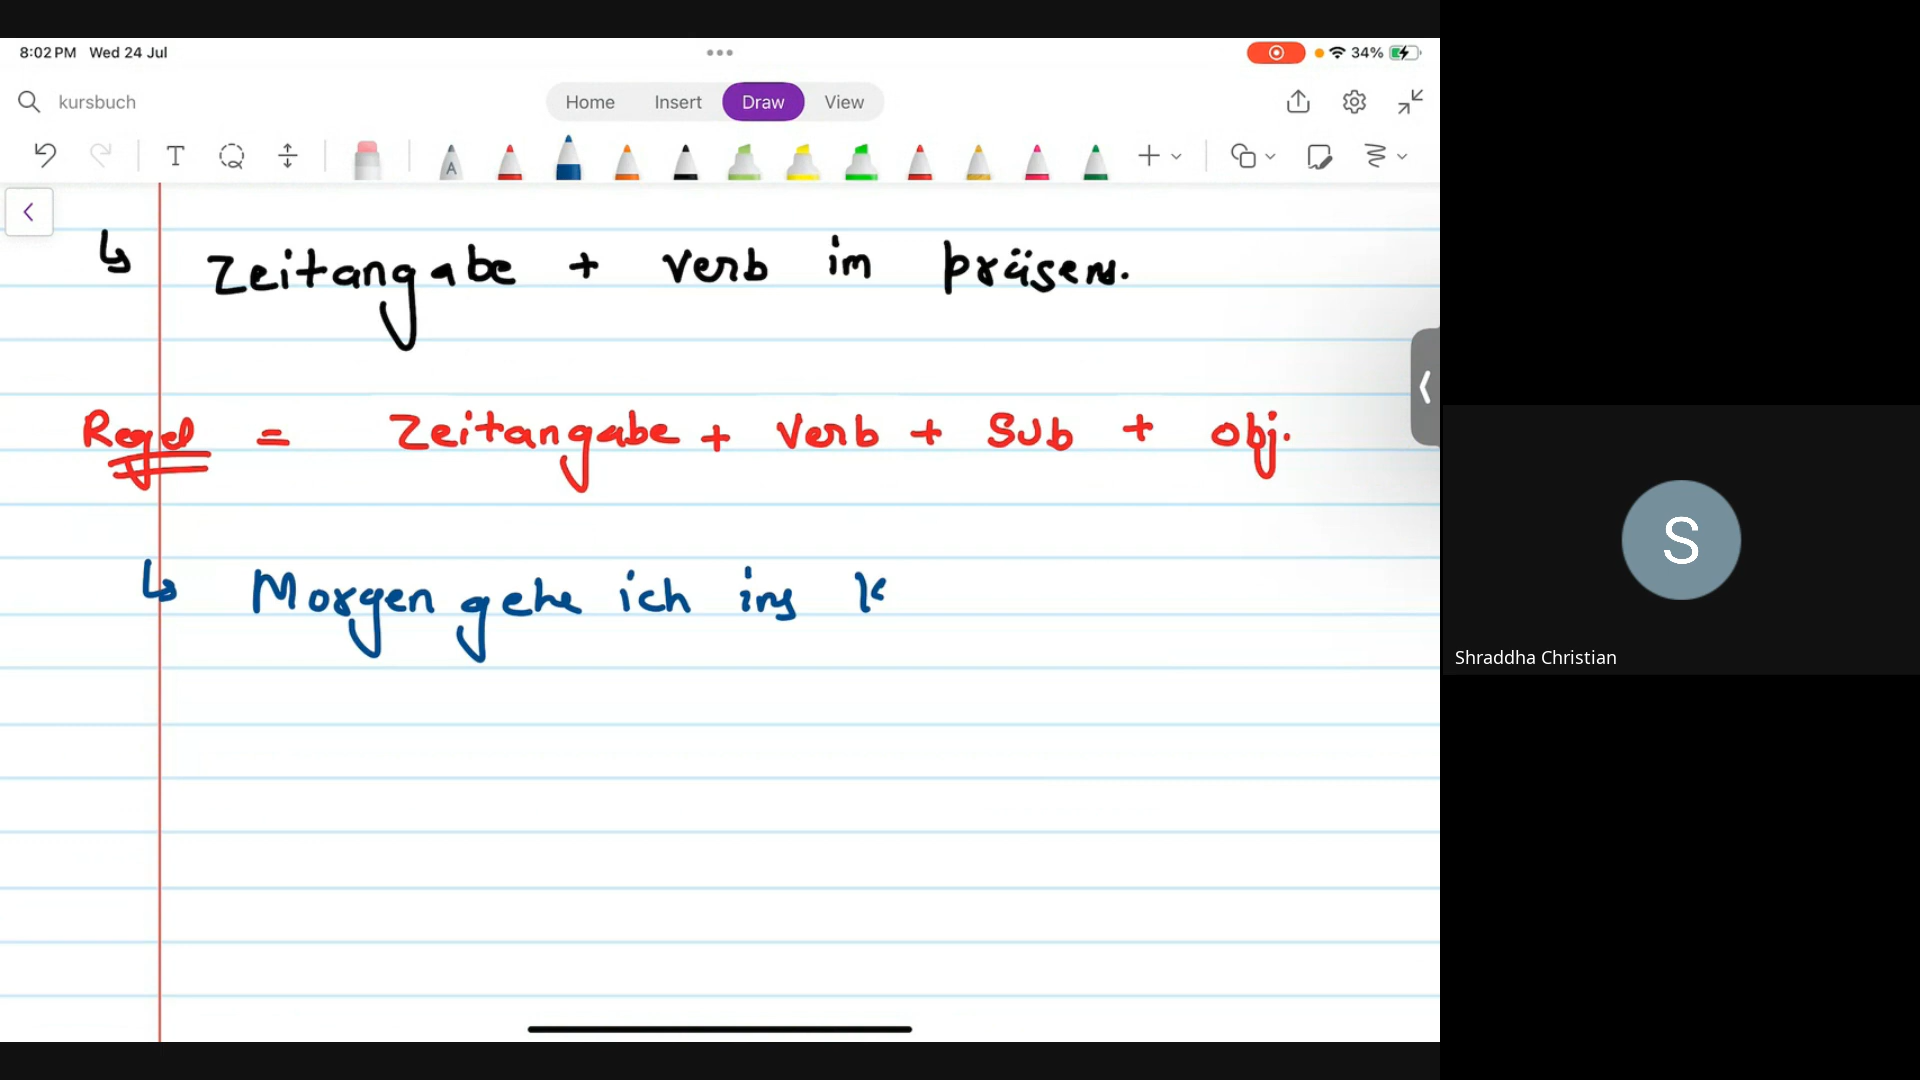 8:02 PM Wed 24 Jul
34%
kursbuch
Home Insert Draw View
T A
↳ Zeitangabe + verb im präsens.
Regel = Zeitangabe + Verb + Sub + obj.
↳ Morgen gehe ich ins K
S
Shraddha Christian